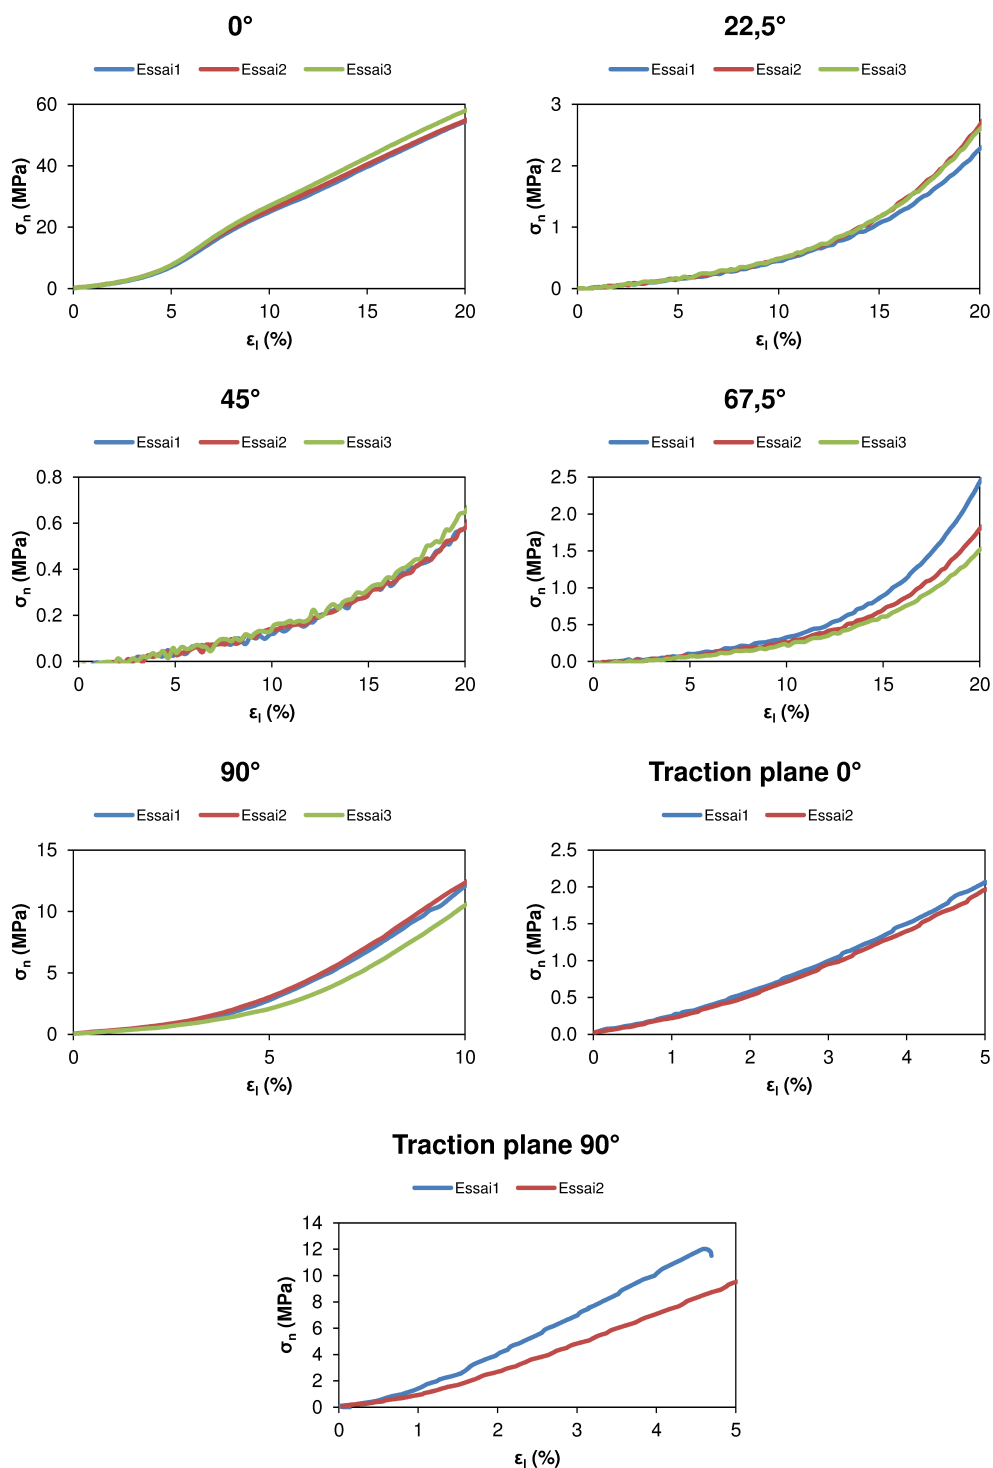 0° 22,5°
Essai1 Essai2 Essai3 Essai1 Essai2 Essai3
60 3
40 2
σn (MPa) σn (MPa)
20 1
0 0
0 5 10 15 20 0 5 10 15 20
εl (%) εl (%)
45° 67,5°
Essai1 Essai2 Essai3 Essai1 Essai2 Essai3
0.8 2.5
0.6 2.0
0.4 1.5
σn (MPa) σn (MPa)
0.2 1.0
0.0 0.5
0.0
0 5 10 15 20 0 5 10 15 20
εl (%) εl (%)
90° Traction plane 0°
Essai1 Essai2 Essai3 Essai1 Essai2
15 2.5
10 2.0
1.5
σn (MPa) σn (MPa)
5 1.0
0.5
0 0.0
0 5 10 0 1 2 3 4 5
εl (%) εl (%)
Traction plane 90°
Essai1 Essai2
14
12
10
8
σn (MPa)
6
4
2
0
0 1 2 3 4 5
εl (%)